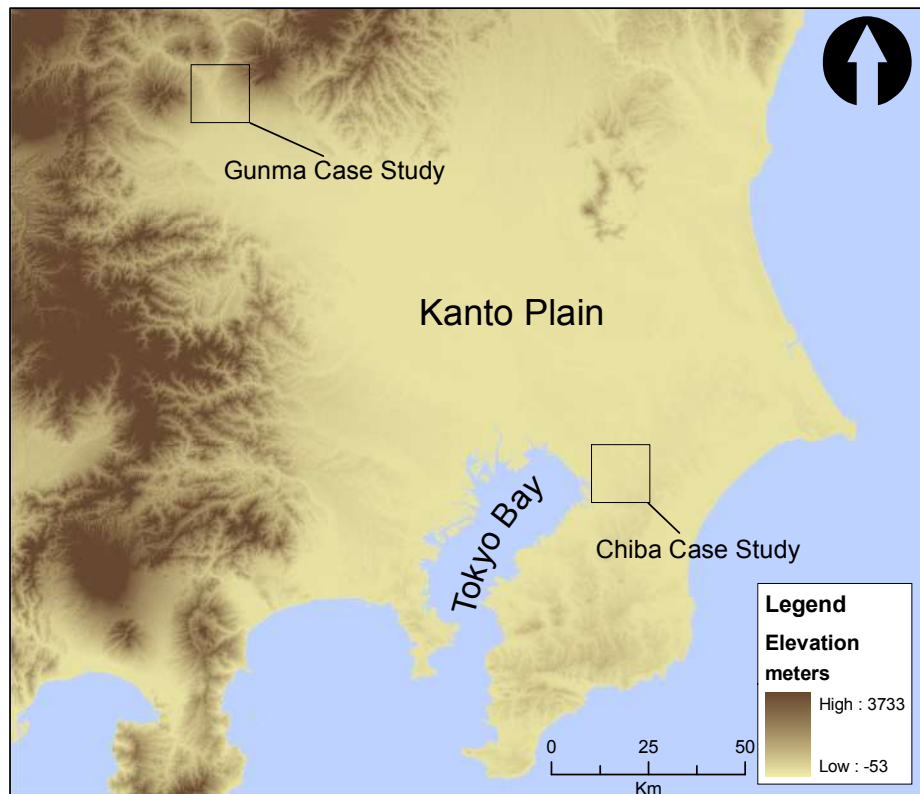 Gunma Case Study
Kanto Plain
Tokyo Bay
Chiba Case Study
Legend
Elevation
meters
High : 3733
Low : -53
0 25 50
Km